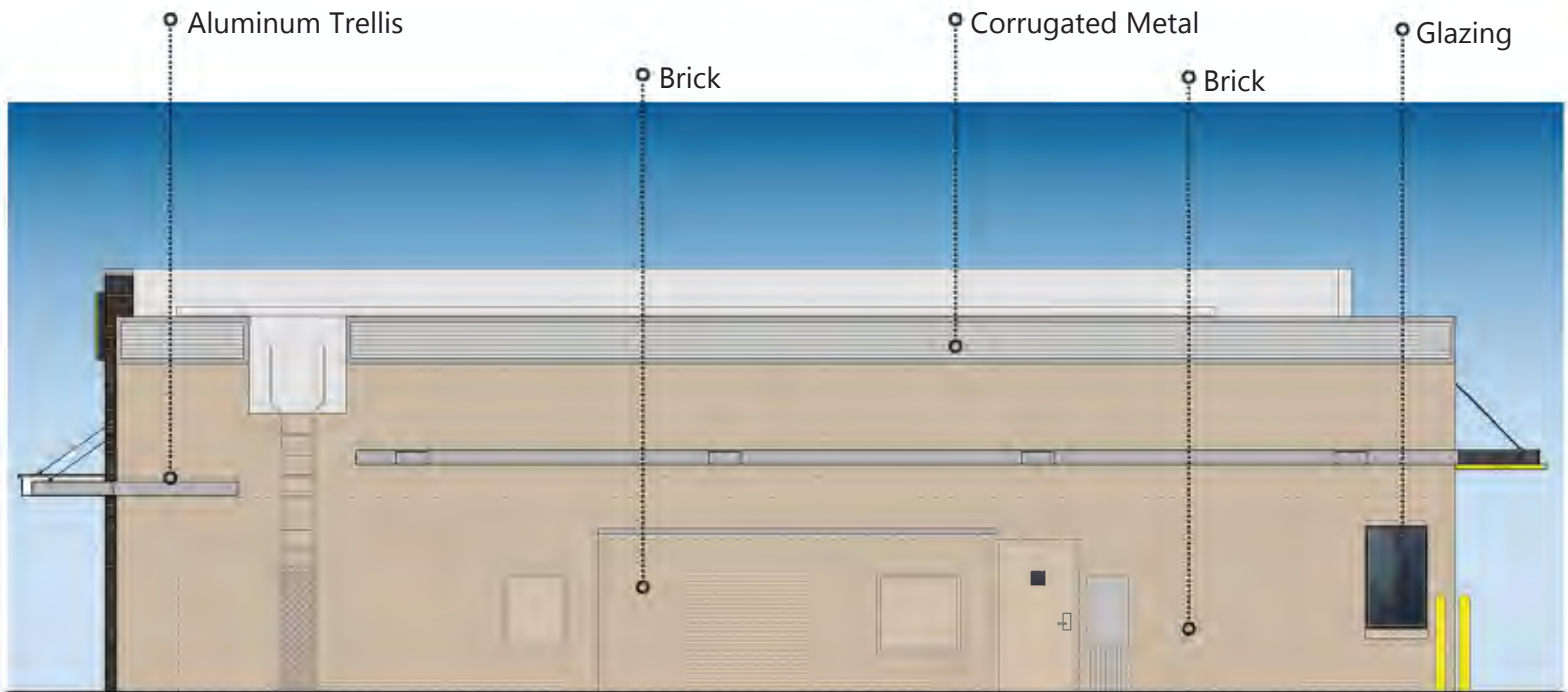 Aluminum Trellis
Corrugated Metal
Glazing
Brick
Brick